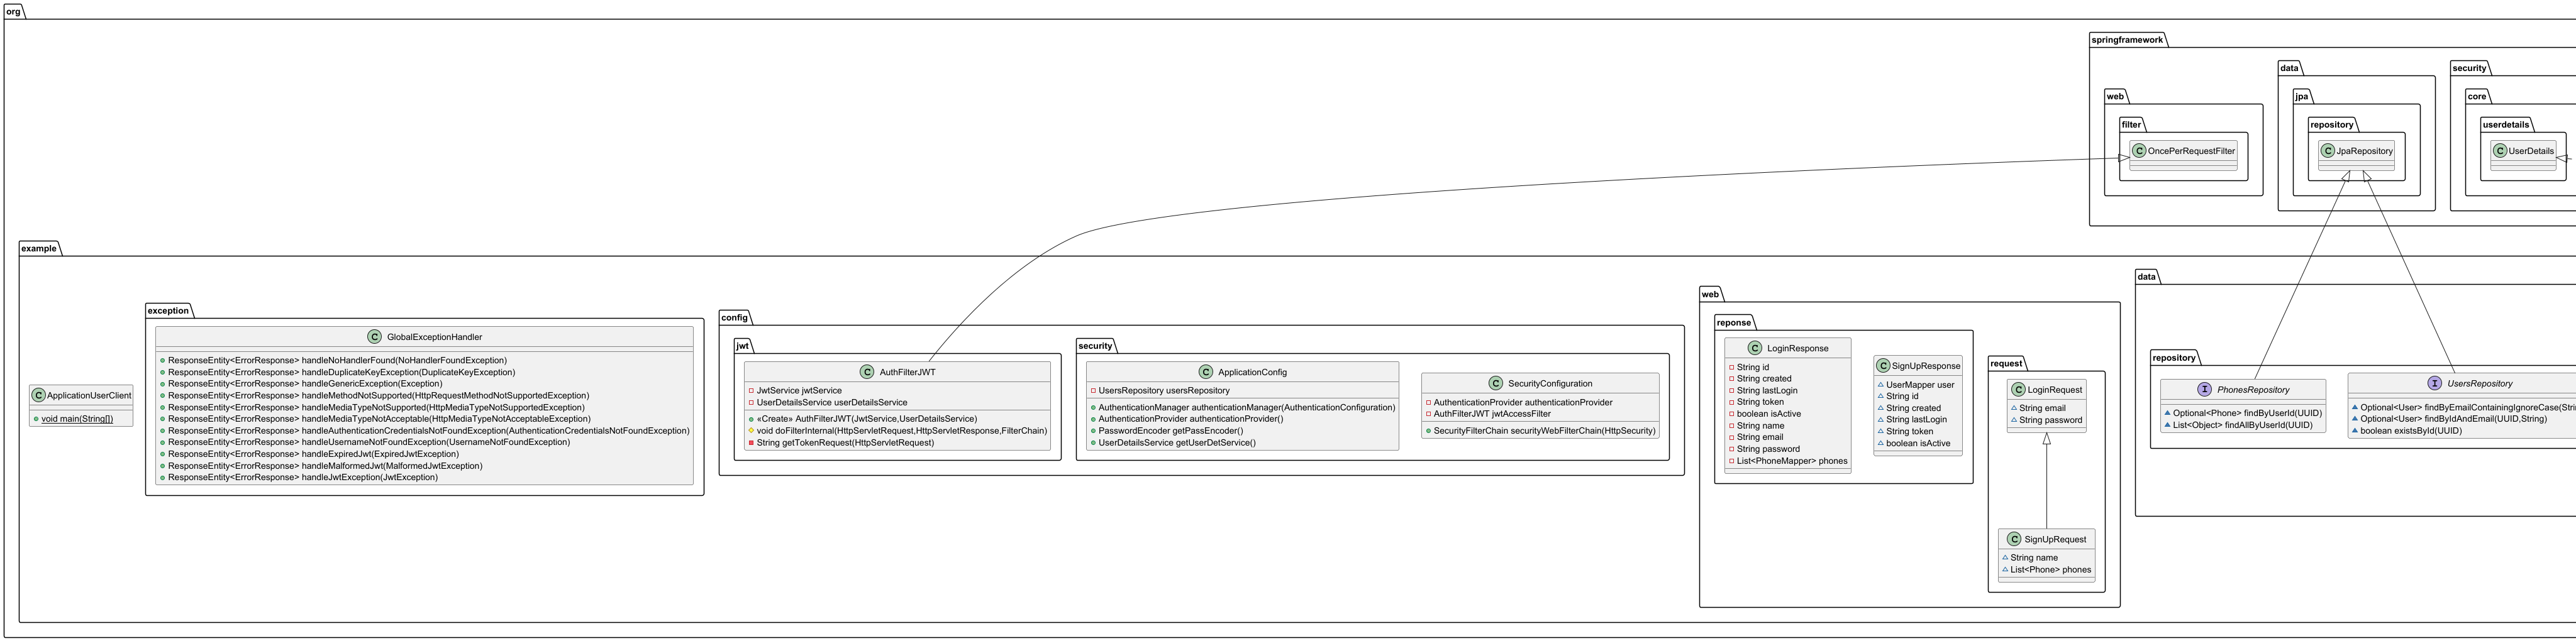 org
springframework
data
security
web
jpa
core
filter
repository
userdetails
OncePerRequestFilter
JpaRepository
UserDetails
example
data
web
exception
config
GlobalExceptionHandler
ResponseEntity<ErrorResponse> handleNoHandlerFound(NoHandlerFoundException)
ResponseEntity<ErrorResponse> handleDuplicateKeyException(DuplicateKeyException)
ResponseEntity<ErrorResponse> handleGenericException(Exception)
ResponseEntity<ErrorResponse> handleMethodNotSupported(HttpRequestMethodNotSupportedException)
ResponseEntity<ErrorResponse> handleMediaTypeNotSupported(HttpMediaTypeNotSupportedException)
ResponseEntity<ErrorResponse> handleMediaTypeNotAcceptable(HttpMediaTypeNotAcceptableException)
ResponseEntity<ErrorResponse> handleAuthenticationCredentialsNotFoundException(AuthenticationCredentialsNotFoundException)
ResponseEntity<ErrorResponse> handleUsernameNotFoundException(UsernameNotFoundException)
ResponseEntity<ErrorResponse> handleExpiredJwt(ExpiredJwtException)
ResponseEntity<ErrorResponse> handleMalformedJwt(MalformedJwtException)
ResponseEntity<ErrorResponse> handleJwtException(JwtException)
ApplicationUserClient
void main(String[])
jwt
AuthFilterJWT
JwtService jwtService
UserDetailsService userDetailsService
«Create» AuthFilterJWT(JwtService,UserDetailsService)
void doFilterInternal(HttpServletRequest,HttpServletResponse,FilterChain)
String getTokenRequest(HttpServletRequest)
security
ApplicationConfig
UsersRepository usersRepository
AuthenticationManager authenticationManager(AuthenticationConfiguration)
AuthenticationProvider authenticationProvider()
PasswordEncoder getPassEncoder()
UserDetailsService getUserDetService()
SecurityConfiguration
AuthenticationProvider authenticationProvider
AuthFilterJWT jwtAccessFilter
SecurityFilterChain securityWebFilterChain(HttpSecurity)
reponse
LoginResponse
String id
String created
String lastLogin
String token
boolean isActive
String name
String email
String password
List<PhoneMapper> phones
SignUpResponse
UserMapper user
String id
String created
String lastLogin
String token
boolean isActive
request
LoginRequest
String email
String password
SignUpRequest
String name
List<Phone> phones
repository
PhonesRepository
Optional<Phone> findByUserId(UUID)
List<Object> findAllByUserId(UUID)
UsersRepository
Optional<User> findByEmailContainingIgnoreCase(Strin
Optional<User> findByIdAndEmail(UUID,String)
boolean existsById(UUID)